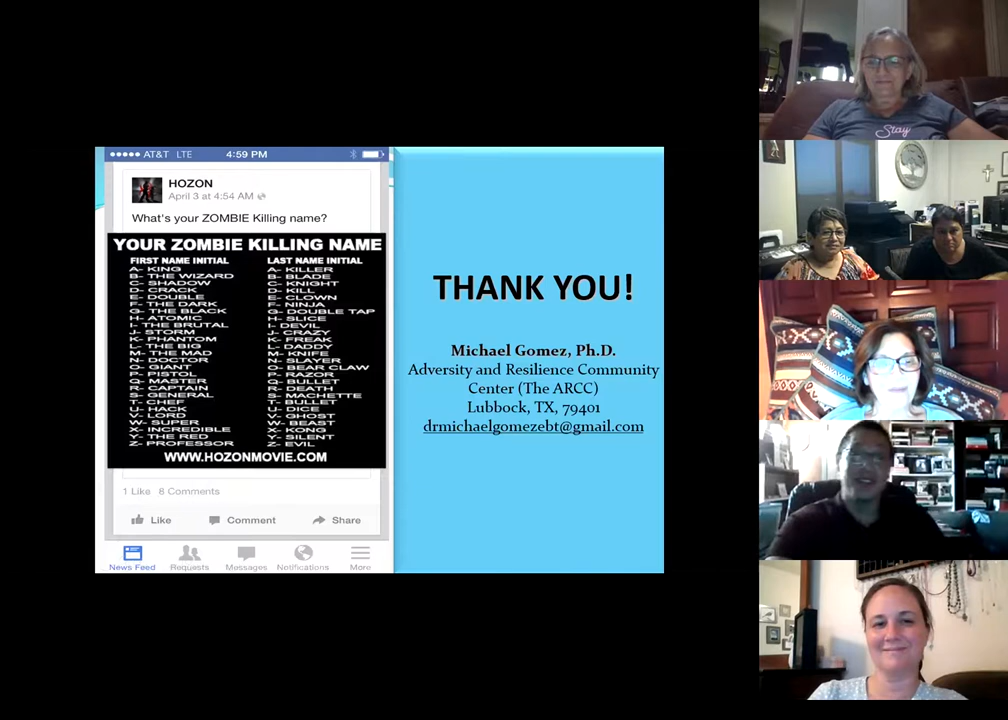 AT&T LTE 4:59 PM
HOZON
April 3 at 4:54 AM
What's your ZOMBIE Killing name?
YOUR ZOMBIE KILLING NAME
FIRST NAME INITIAL LAST NAME INITIAL
A- KING A- KILLER
B- THE WIZARD B- BLADE
C- SHADOW C- KNIGHT
D- CRACK D- KILL
E- DOUBLE E- CLOWN
F- THE DARK F- NINJA
G- THE BLACK G- DOUBLE TAP
H- ATOMIC H- SLICE
I- THE BRUTAL I- DEVIL
J- STORM J- CRAZY
K- PHANTOM K- FREAK
L- THE BIG L- DADDY
M- THE MAD M- KNIFE
N- DOCTOR N- SLAYER
O- GIANT O- BEAR CLAW
P- PISTOL P- RAZOR
Q- MASTER Q- BULLET
R- CAPTAIN R- DEATH
S- GENERAL S- MACHETTE
T- CHEF T- BULLET
U- HACK U- DICE
V- LORD V- GHOST
W- SUPER W- BEAST
X- INCREDIBLE X- KONG
Y- THE RED Y- SILENT
Z- PROFESSOR Z- EVIL
WWW.HOZONMOVIE.COM
1 Like 8 Comments
Like Comment Share
News Feed Requests Messages Notifications More
THANK YOU!
Michael Gomez, Ph.D.
Adversity and Resilience Community
Center (The ARCC)
Lubbock, TX, 79401
drmichaelgomezebt@gmail.com
Stay